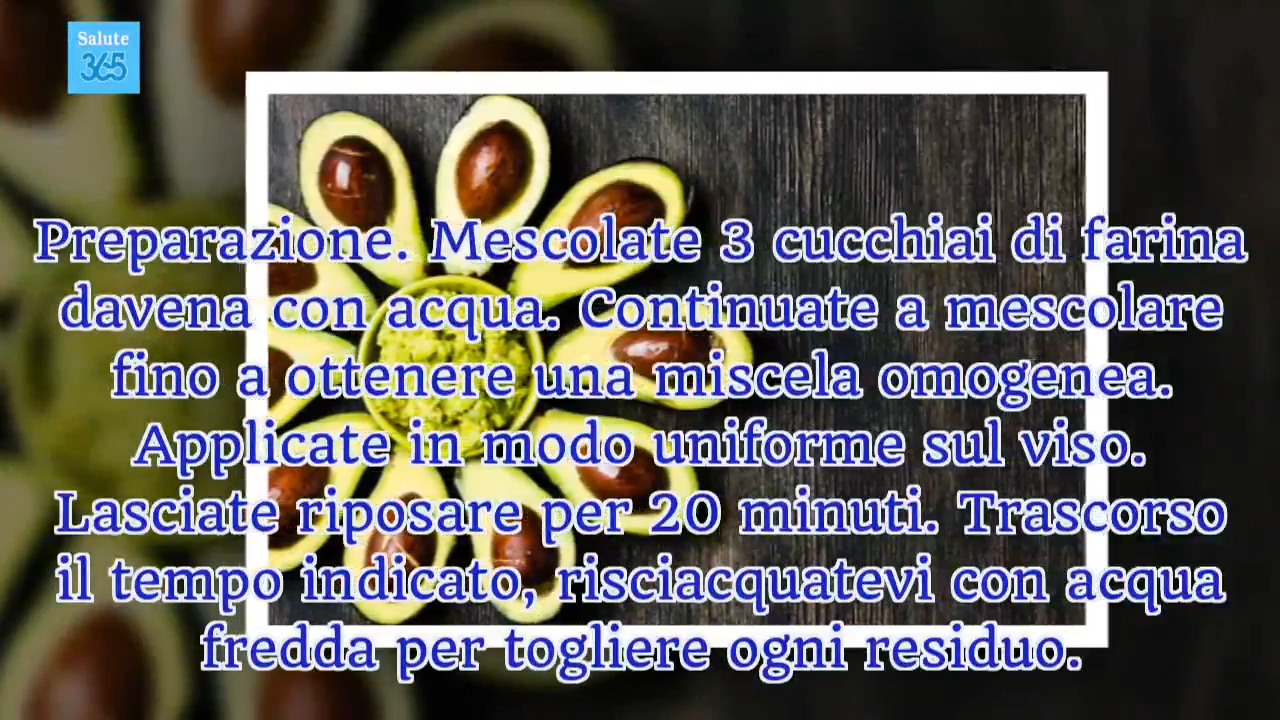 Salute
365
Preparazione. Mescolate 3 cucchiai di farina
davena con acqua. Continuate a mescolare
fino a ottenere una miscela omogenea.
Applicate in modo uniforme sul viso.
Lasciate riposare per 20 minuti. Trascorso
il tempo indicato, risciacquatevi con acqua
fredda per togliere ogni residuo.